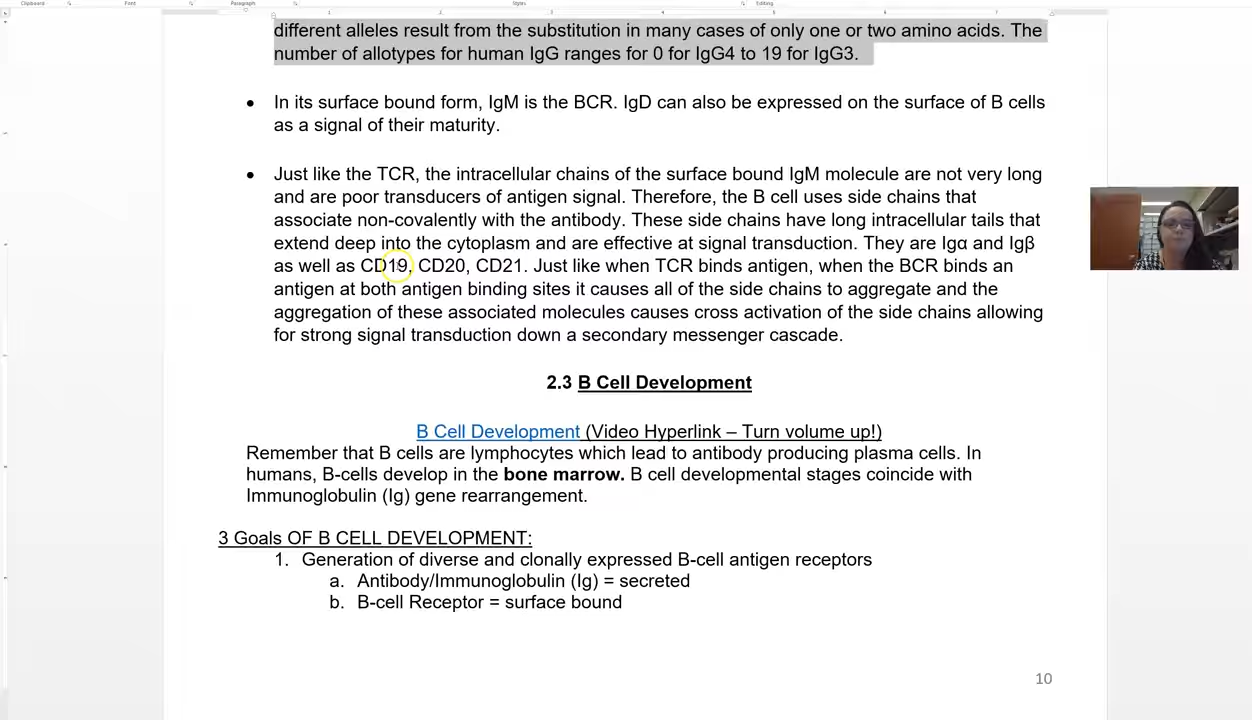 Clipboard Font Paragraph Styles Editing
different alleles result from the substitution in many cases of only one or two amino acids. The
number of allotypes for human IgG ranges for 0 for IgG4 to 19 for IgG3.
• In its surface bound form, IgM is the BCR. IgD can also be expressed on the surface of B cells
as a signal of their maturity.
• Just like the TCR, the intracellular chains of the surface bound IgM molecule are not very long
and are poor transducers of antigen signal. Therefore, the B cell uses side chains that
associate non-covalently with the antibody. These side chains have long intracellular tails that
extend deep into the cytoplasm and are effective at signal transduction. They are Igα and Igβ
as well as CD19, CD20, CD21. Just like when TCR binds antigen, when the BCR binds an
antigen at both antigen binding sites it causes all of the side chains to aggregate and the
aggregation of these associated molecules causes cross activation of the side chains allowing
for strong signal transduction down a secondary messenger cascade.
2.3 B Cell Development
B Cell Development (Video Hyperlink – Turn volume up!)
Remember that B cells are lymphocytes which lead to antibody producing plasma cells. In
humans, B-cells develop in the bone marrow. B cell developmental stages coincide with
Immunoglobulin (Ig) gene rearrangement.
3 Goals OF B CELL DEVELOPMENT:
1. Generation of diverse and clonally expressed B-cell antigen receptors
a. Antibody/Immunoglobulin (Ig) = secreted
b. B-cell Receptor = surface bound
10